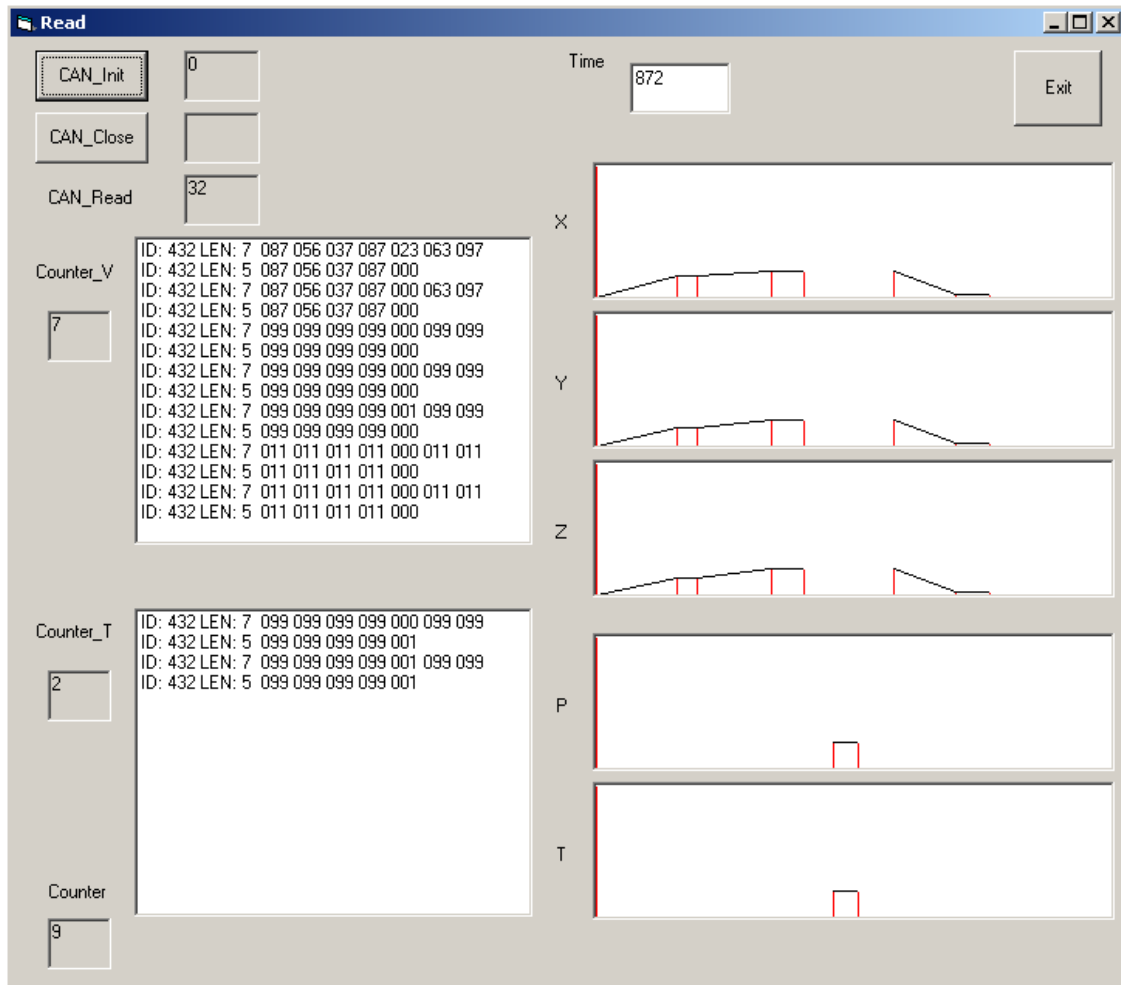 Read
CAN_Init
0
Time
872
Exit
CAN_Close
CAN_Read
32
Counter_V
7
ID: 432 LEN: 7 087 056 037 087 023 063 097
ID: 432 LEN: 5 087 056 037 087 000
ID: 432 LEN: 7 087 056 037 087 000 063 097
ID: 432 LEN: 5 087 056 037 087 000
ID: 432 LEN: 7 099 099 099 099 000 099 099
ID: 432 LEN: 5 099 099 099 099 000
ID: 432 LEN: 7 099 099 099 099 000 099 099
ID: 432 LEN: 5 099 099 099 099 000
ID: 432 LEN: 7 099 099 099 099 001 099 099
ID: 432 LEN: 5 099 099 099 099 000
ID: 432 LEN: 7 011 011 011 011 000 011 011
ID: 432 LEN: 5 011 011 011 011 000
ID: 432 LEN: 7 011 011 011 011 000 011 011
ID: 432 LEN: 5 011 011 011 011 000
X
Y
Z
Counter_T
2
ID: 432 LEN: 7 099 099 099 099 000 099 099
ID: 432 LEN: 5 099 099 099 099 001
ID: 432 LEN: 7 099 099 099 099 001 099 099
ID: 432 LEN: 5 099 099 099 099 001
P
T
Counter
9